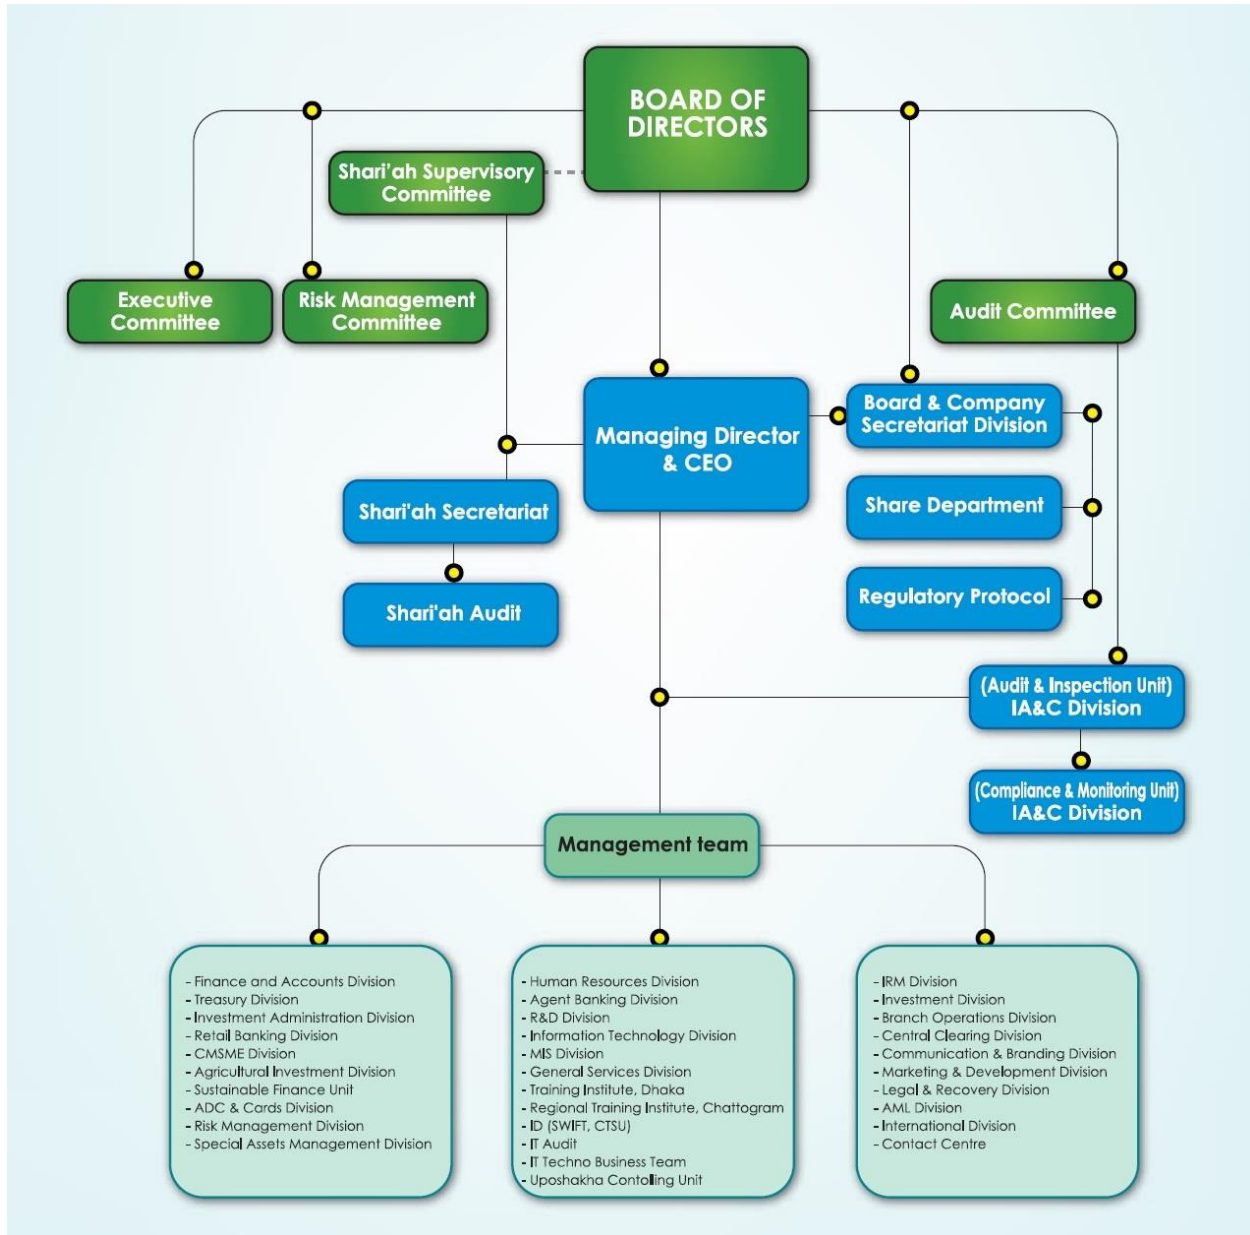 BOARD OF
DIRECTORS
Shari’ah Supervisory
Committee
Executive
Committee
Risk Management
Committee
Audit Committee
Managing Director
& CEO
Board & Company
Secretariat Division
Shari'ah Secretariat
Share Department
Shari'ah Audit
Regulatory Protocol
(Audit & Inspection Unit)
IA&C Division
(Compliance & Monitoring Unit)
IA&C Division
Management team
- Finance and Accounts Division
- Treasury Division
- Investment Administration Division
- Retail Banking Division
- CMSME Division
- Agricultural Investment Division
- Sustainable Finance Unit
- ADC & Cards Division
- Risk Management Division
- Special Assets Management Division
- Human Resources Division
- Agent Banking Division
- R&D Division
- Information Technology Division
- MIS Division
- General Services Division
- Training Institute, Dhaka
- Regional Training Institute, Chattogram
- ID (SWIFT, CTSU)
- IT Audit
- IT Techno Business Team
- Uposhakha Contolling Unit
- IRM Division
- Investment Division
- Branch Operations Division
- Central Clearing Division
- Communication & Branding Division
- Marketing & Development Division
- Legal & Recovery Division
- AML Division
- International Division
- Contact Centre